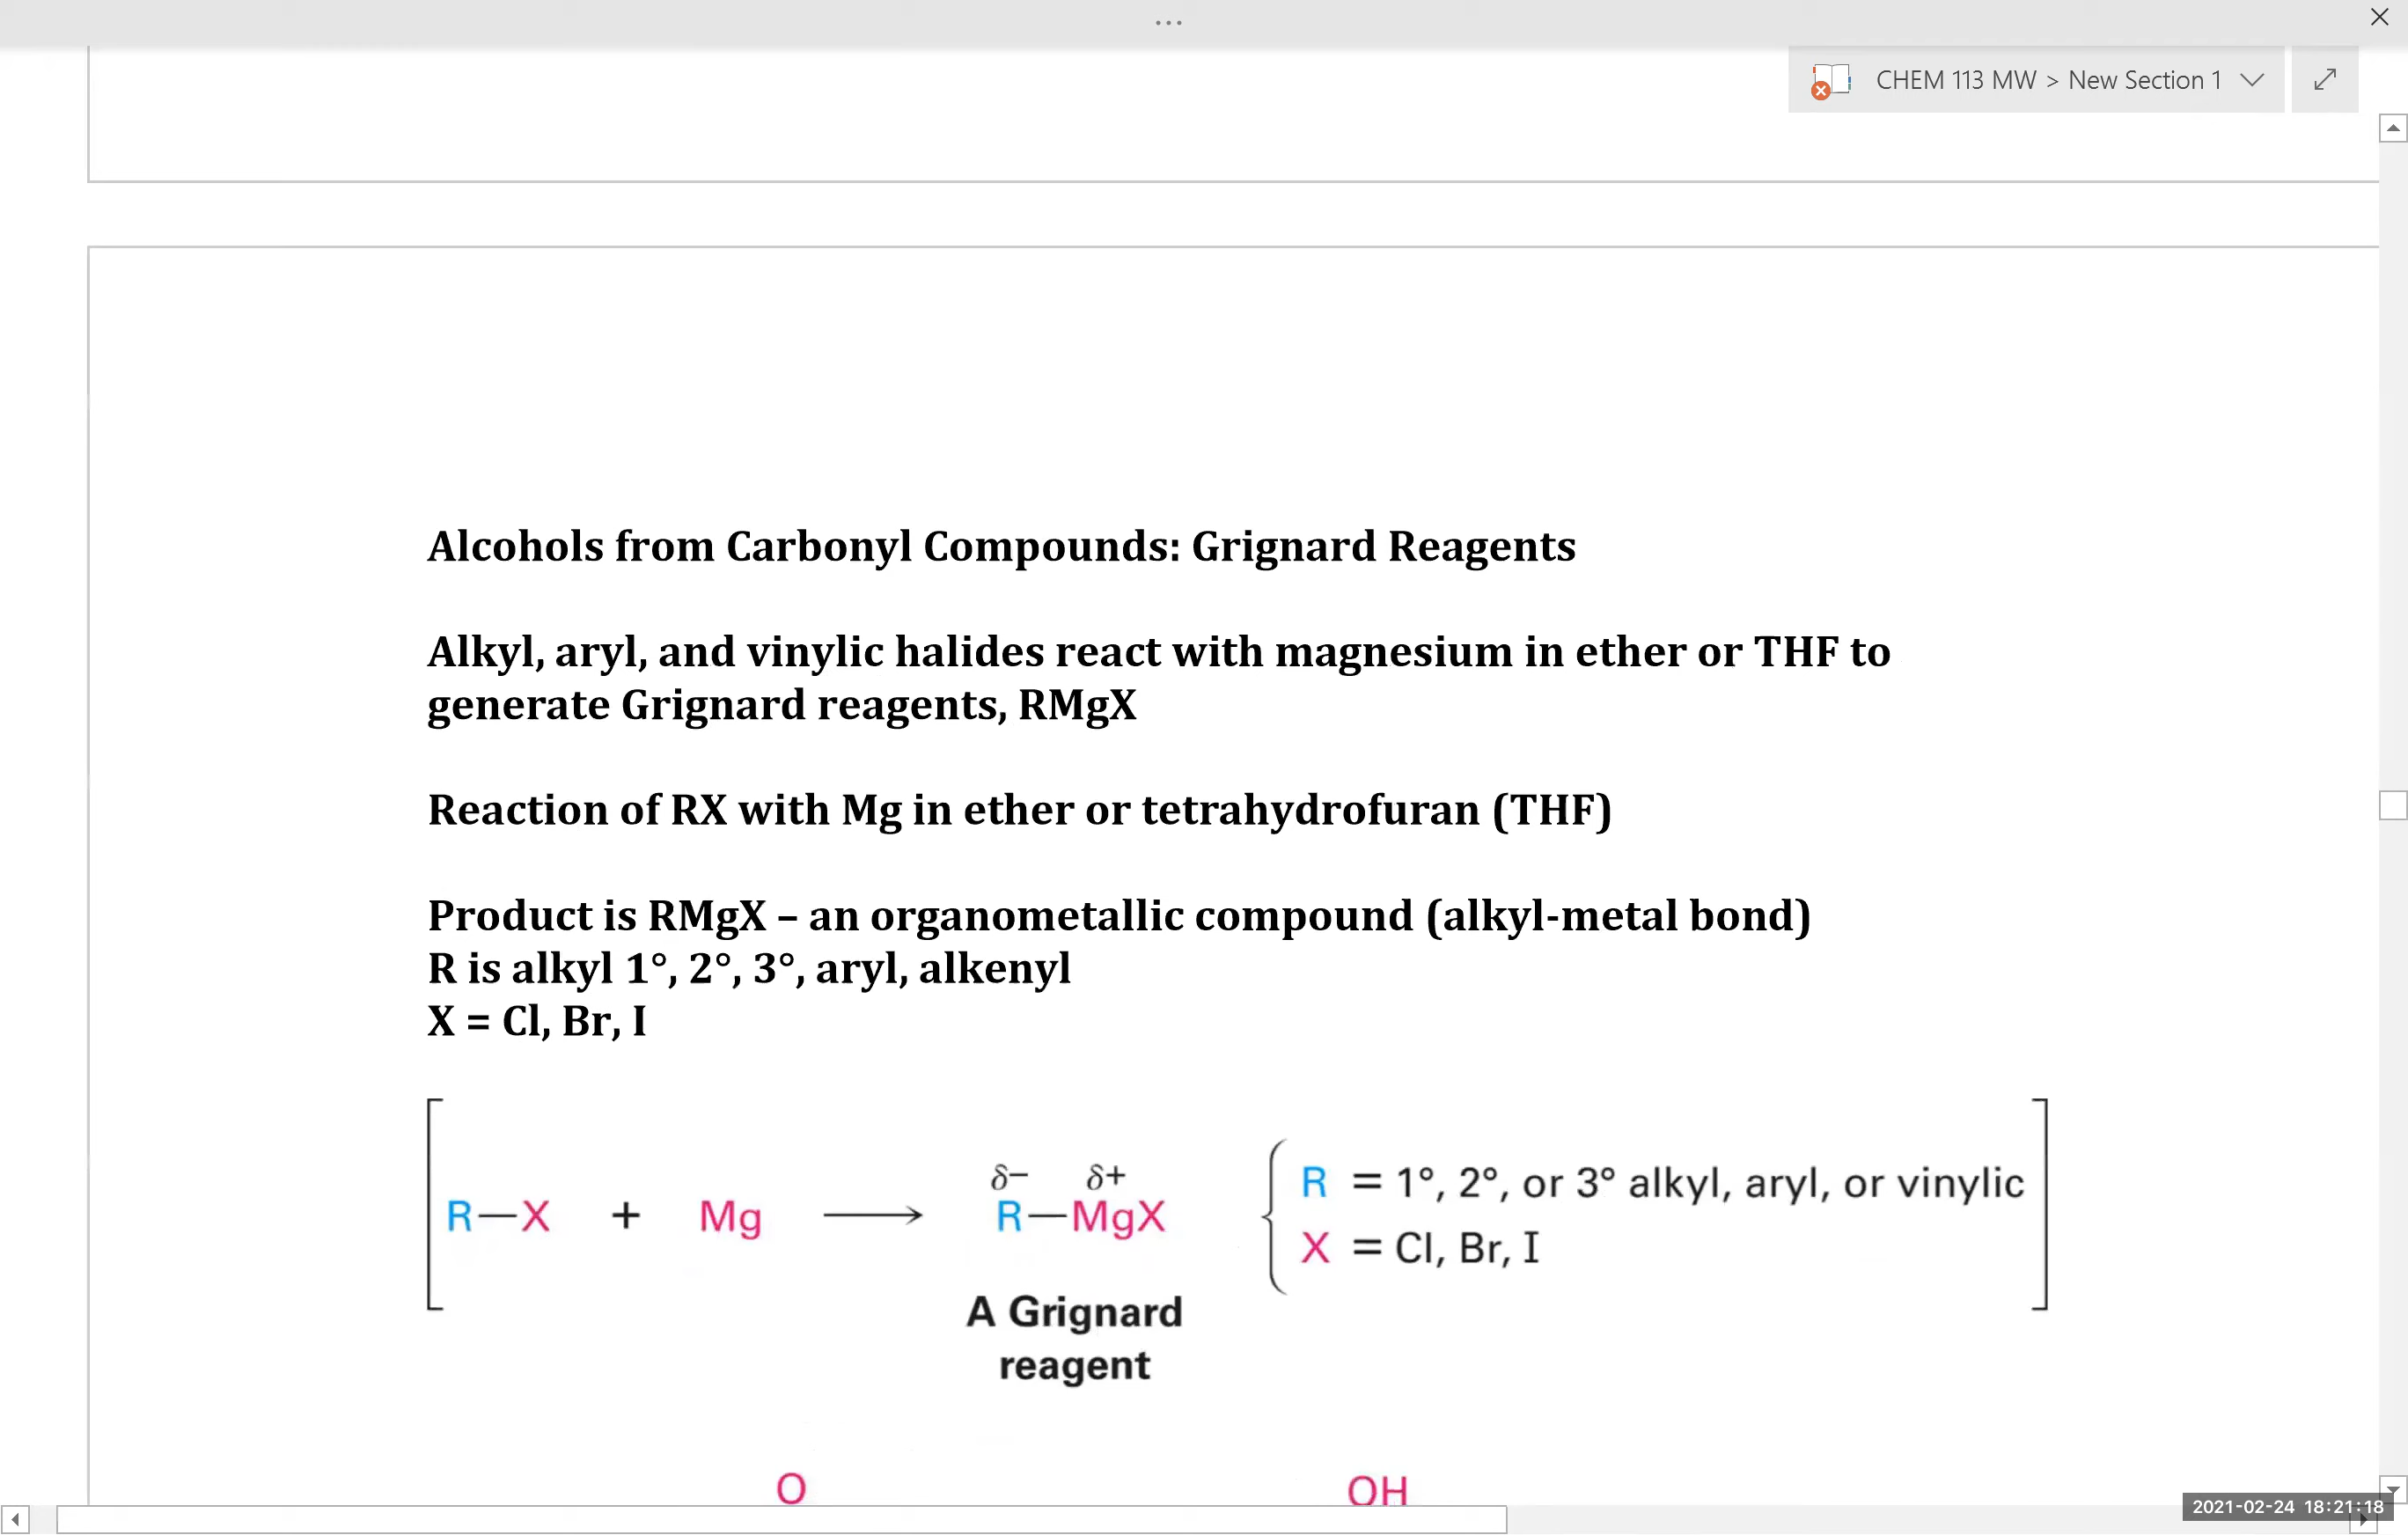 ...
CHEM 113 MW > New Section 1
Alcohols from Carbonyl Compounds: Grignard Reagents
Alkyl, aryl, and vinylic halides react with magnesium in ether or THF to
generate Grignard reagents, RMgX
Reaction of RX with Mg in ether or tetrahydrofuran (THF)
Product is RMgX – an organometallic compound (alkyl-metal bond)
R is alkyl 1°, 2°, 3°, aryl, alkenyl
X = Cl, Br, I
δ− δ+
R—X + Mg ⟶ R—MgX
R = 1°, 2°, or 3° alkyl, aryl, or vinylic
X = Cl, Br, I
A Grignard
reagent
O OH
2021-02-24 18:21:18